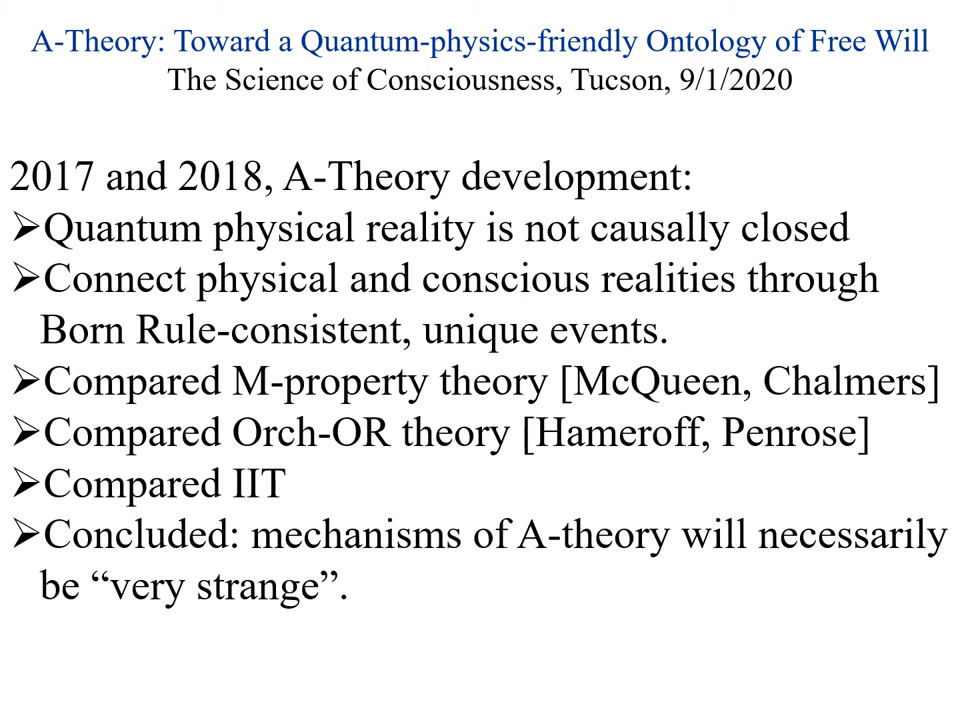 A-Theory: Toward a Quantum-physics-friendly Ontology of Free Will
The Science of Consciousness, Tucson, 9/1/2020
2017 and 2018, A-Theory development:
➢Quantum physical reality is not causally closed
➢Connect physical and conscious realities through
Born Rule-consistent, unique events.
➢Compared M-property theory [McQueen, Chalmers]
➢Compared Orch-OR theory [Hameroff, Penrose]
➢Compared IIT
➢Concluded: mechanisms of A-theory will necessarily
be “very strange”.